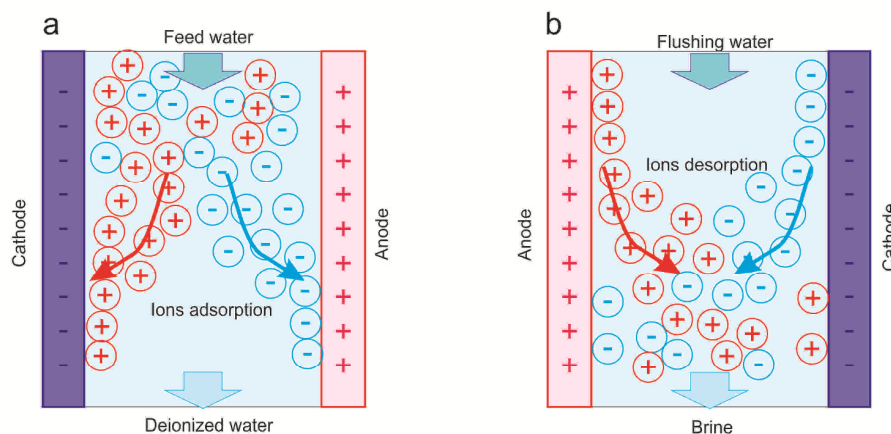 a
Feed water
Cathode
Anode
Ions adsorption
Deionized water
b
Flushing water
Anode
Cathode
Ions desorption
Brine